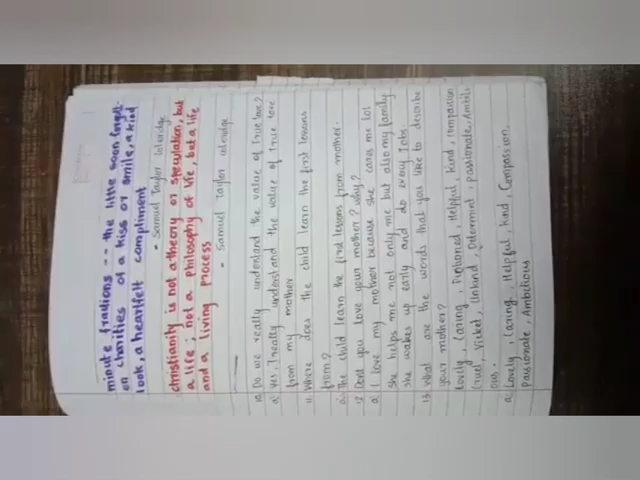 minute fractions -- the little soon forgott-
en charities of a kiss or smile, a kind
look, a heartfelt compliment
- Samuel Taylor
christianity is not a theory or speculation, but
a life; not a philosophy of life, but a life
and a living process
- Samuel Taylor
10. Do we really understand the value of true love?
a. Yes, I really understand the value of true love
from my mother
11. Where does the child learn the first lessons
from?
a. The child learn the first lessons from mother.
12. Dont you love your mother? why?
a. I love my mother because she cares me lot
she helps me not only me but also my family
she wakes up early and do every jobs.
13. What are the words that you like to describe
your mother?
Lovely, Caring, Helpful, kind, compassion
Cruel, Unkind, Determint, passionate, Ambiti-
ous.
a. Lovely, Caring, Helpful, kind, Compassion,
passionate, Ambitious